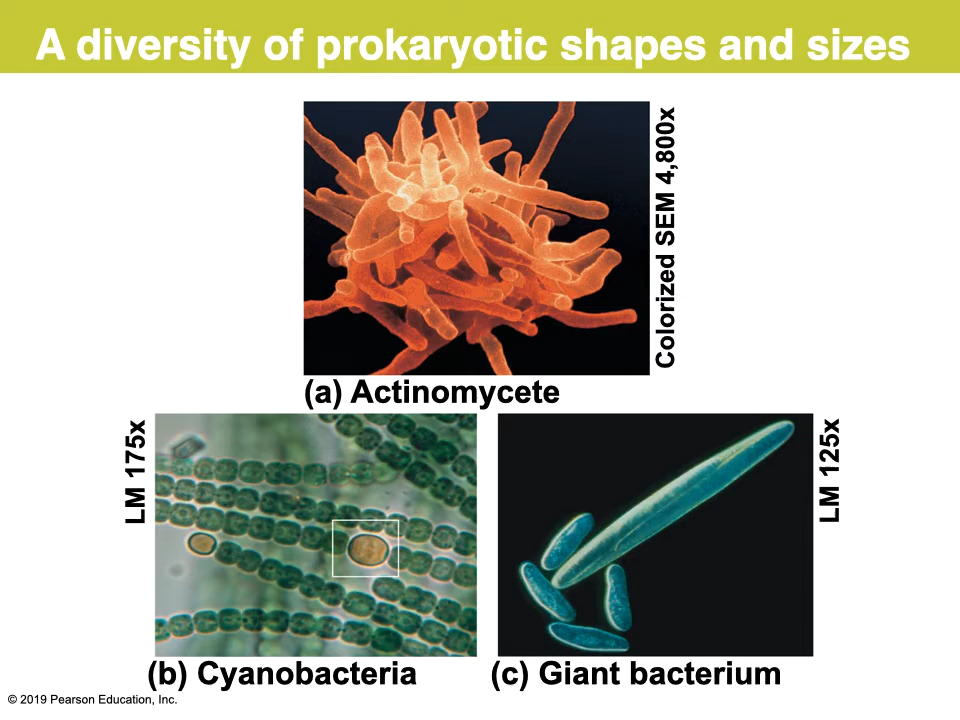 A diversity of prokaryotic shapes and sizes
Colorized SEM 4,800x
(a) Actinomycete
LM 175x
LM 125x
(b) Cyanobacteria
(c) Giant bacterium
© 2019 Pearson Education, Inc.